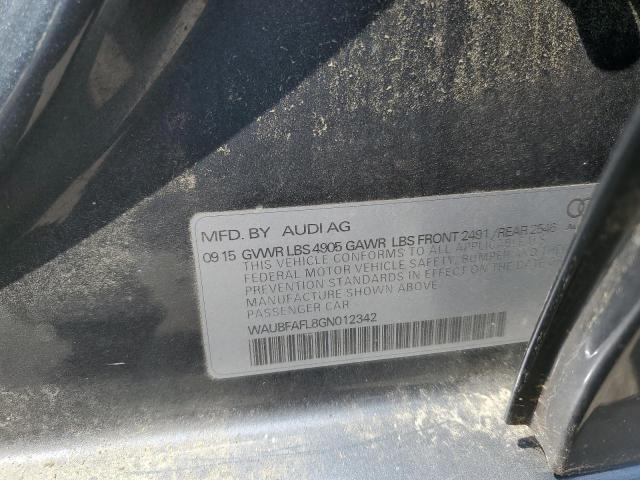 MFD. BY AUDI AG
09 15 GVWR LBS 4905 GAWR LBS FRONT 2491 / REAR 2546
THIS VEHICLE CONFORMS TO ALL APPLICABLE U.S.
FEDERAL MOTOR VEHICLE SAFETY, BUMPER AND THEFT
PREVENTION STANDARDS IN EFFECT ON THE DATE OF
MANUFACTURE SHOWN ABOVE
PASSENGER CAR
WAUBFAFL8GN012342